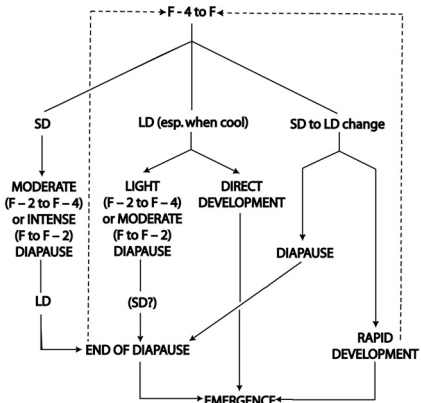 F - 4 to F
SD
LD (esp. when cool)
SD to LD change
MODERATE
(F – 2 to F – 4)
or INTENSE
(F to F – 2)
DIAPAUSE
LIGHT
(F – 2 to F – 4)
or MODERATE
(F to F – 2)
DIAPAUSE
DIRECT
DEVELOPMENT
DIAPAUSE
LD
(SD?)
END OF DIAPAUSE
RAPID
DEVELOPMENT
EMERGENCE